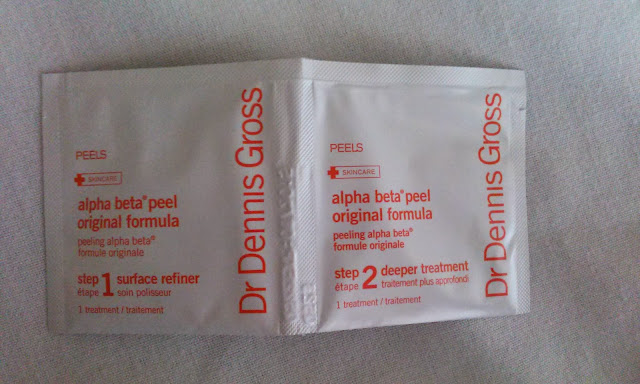 PEELS
SKINCARE
alpha beta® peel
original formula
peeling alpha beta®
formule originale
step 1 surface refiner
étape soin polisseur
1 treatment / traitement
Dr Dennis Gross
PEELS
SKINCARE
alpha beta® peel
original formula
peeling alpha beta®
formule originale
step 2 deeper treatment
étape traitement plus approfondi
1 treatment / traitement
Dr Dennis Gross